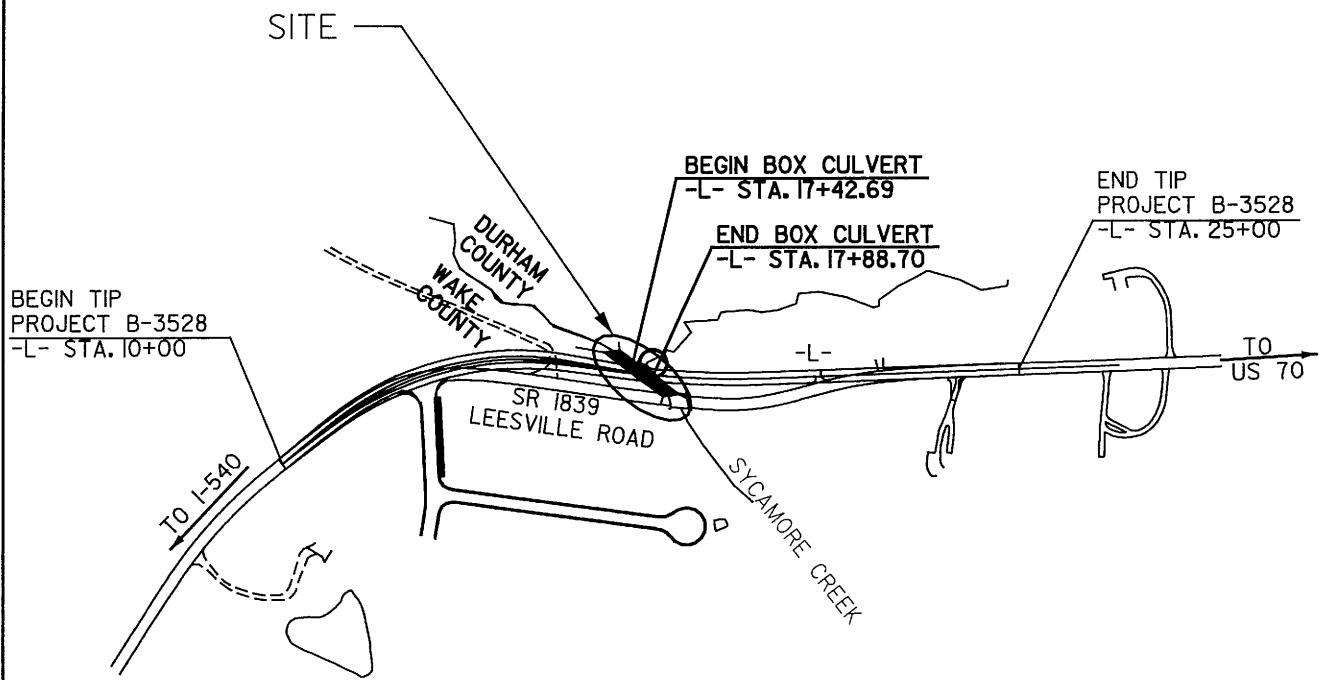 SITE
BEGIN BOX CULVERT
-L- STA. 17+42.69
END TIP
PROJECT B-3528
-L- STA. 25+00
END BOX CULVERT
-L- STA. 17+88.70
DURHAM
COUNTY
WAKE
COUNTY
BEGIN TIP
PROJECT B-3528
-L- STA. 10+00
-L-
TO
US 70
SR 1839
LEESVILLE ROAD
TO I-540
SYCAMORE CREEK